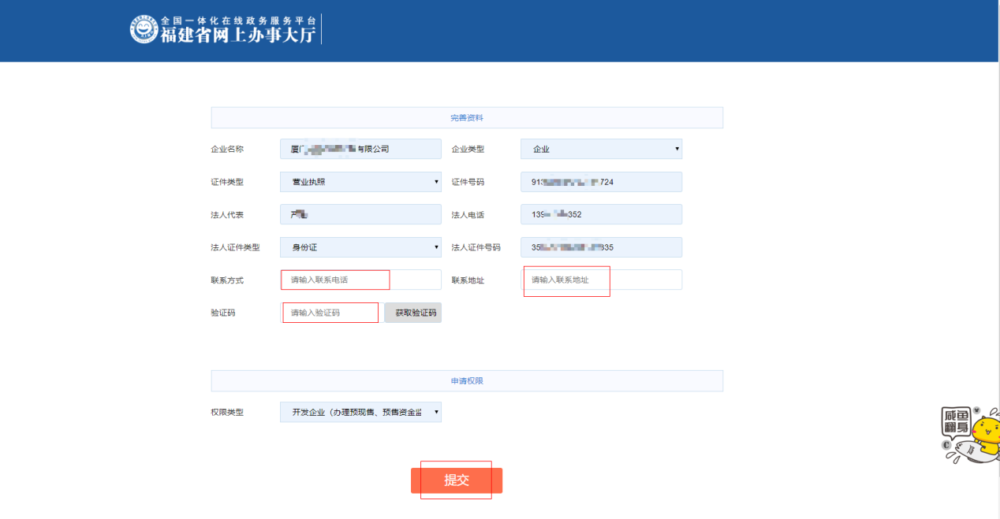 全国一体化在线政务服务平台
福建省网上办事大厅
完善资料
企业名称 厦门 有限公司 企业类型 企业
证件类型 营业执照 证件号码 913 724
法人代表 法人电话 139 352
法人证件类型 身份证 法人证件号码 35 835
联系方式 请输入联系电话 联系地址 请输入联系地址
验证码 请输入验证码 获取验证码
申请权限
权限类型 开发企业（办理预现售、预售资金监
咸鱼
翻身
C
提交